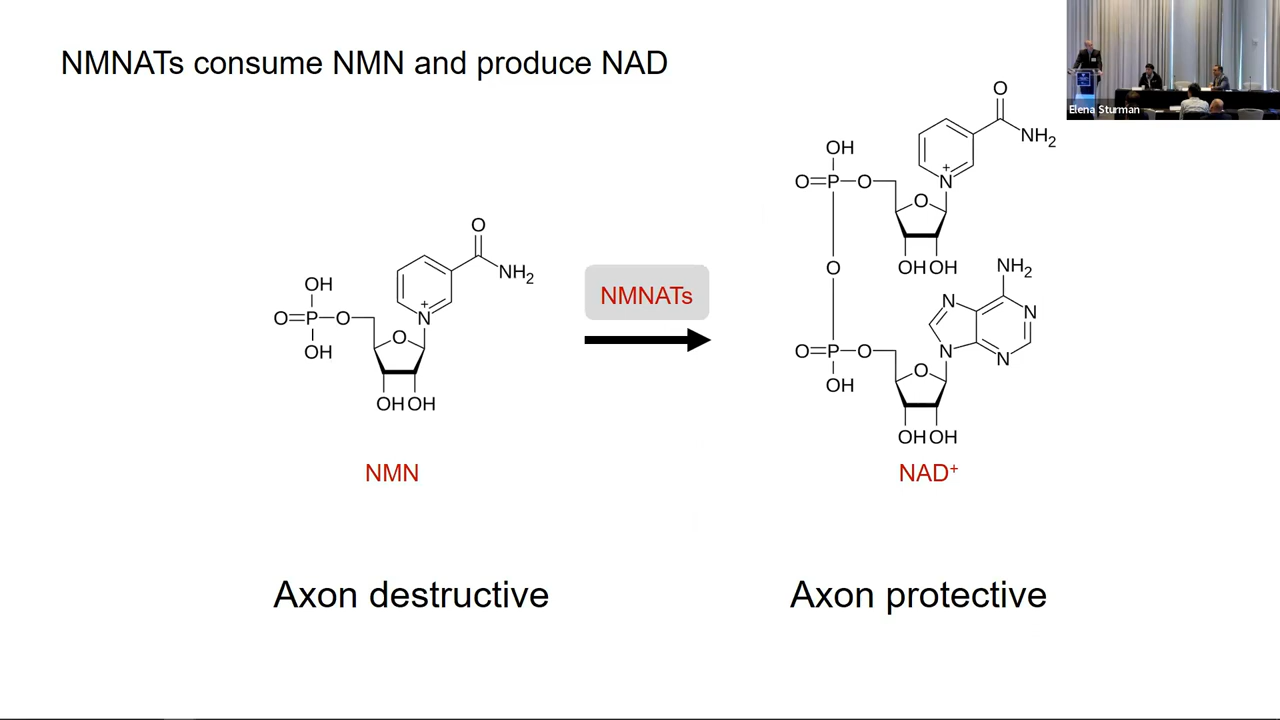 NMNATs consume NMN and produce NAD
Elena Sturman
O
NH2
OH
O=P—O
+
N
O
OH OH
O
NH2
OH
O=P—O
OH
+
N
O
OH OH
NMN
NMNATs
O
NH2
N
N
N
N
O=P—O
OH
O
OH OH
NAD+
Axon destructive
Axon protective